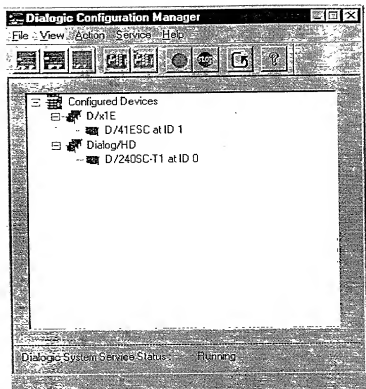 Dialogic Configuration Manager
File View Action Service Help
Configured Devices
D/x1E
D/41ESC at ID 1
Dialog/HD
D/240SC-T1 at ID 0
Dialogic System Service Status : Running